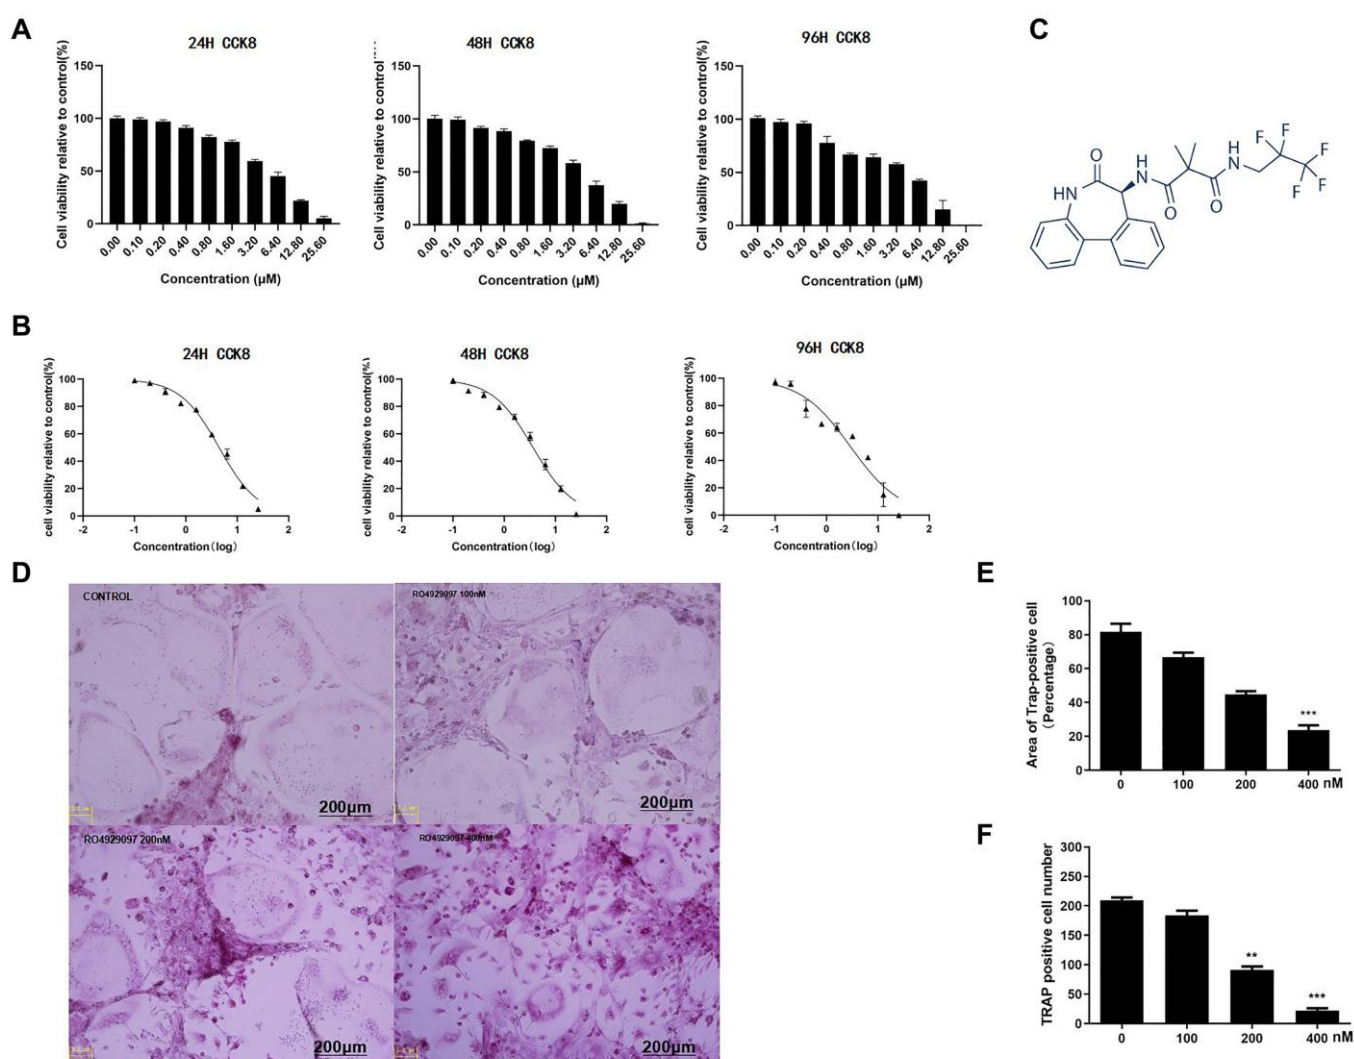 A
24H CCK8
Cell viability relative to control(%)
150
100
50
0
0.00 0.10 0.20 0.40 0.80 1.60 3.20 6.40 12.80 25.60
Concentration (μM)
48H CCK8
Cell viability relative to control(%)
150
100
50
0
0.00 0.10 0.20 0.40 0.80 1.60 3.20 6.40 12.80 25.60
Concentration (μM)
96H CCK8
Cell viability relative to control(%)
150
100
50
0
0.00 0.10 0.20 0.40 0.80 1.60 3.20 6.40 12.80 25.60
Concentration (μM)
B
24H CCK8
cell viability relative to control(%)
100
80
60
40
20
0
-2 -1 0 1 2
Concentration(log)
48H CCK8
cell viability relative to control(%)
100
80
60
40
20
0
-2 -1 0 1 2
Concentration(log)
96H CCK8
cell viability relative to control(%)
100
80
60
40
20
0
-2 -1 0 1 2
Concentration(log)
C
O
HN
H
N
O
O
H
N
F
F
F
F
F
D
CONTROL
200μm
RO4929097 100nM
200μm
RO4929097 200nM
200μm
RO4929097 400nM
200μm
E
Area of Trap-positive cell
(Percentage)
100
80
60
40
20
0
***
0 100 200 400 nM
F
TRAP positive cell number
300
250
200
150
100
50
0
**
***
0 100 200 400 nM